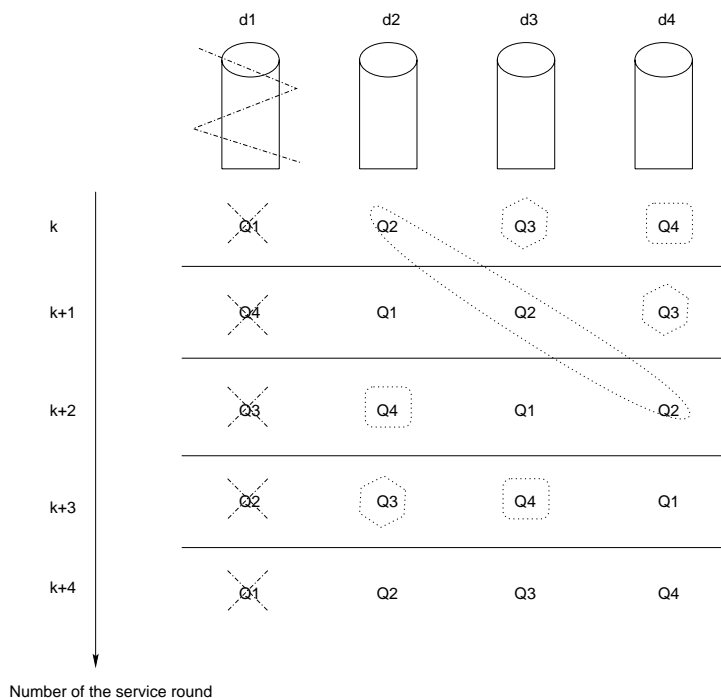 d1 d2 d3 d4
k Q1 Q2 Q3 Q4
k+1 Q4 Q1 Q2 Q3
k+2 Q3 Q4 Q1 Q2
k+3 Q2 Q3 Q4 Q1
k+4 Q1 Q2 Q3 Q4
Number of the service round